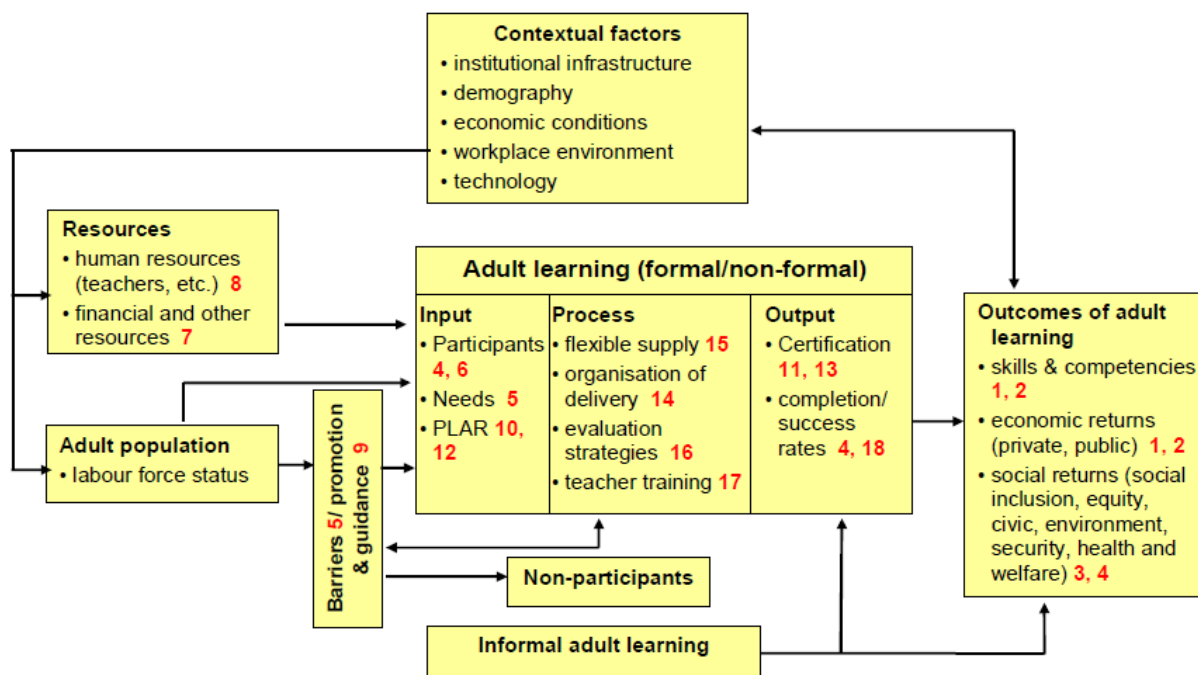 Contextual factors
• institutional infrastructure
• demography
• economic conditions
• workplace environment
• technology
Resources
• human resources
(teachers, etc.) 8
• financial and other
resources 7
Adult population
• labour force status
Barriers 5/ promotion
& guidance 9
Adult learning (formal/non-formal)
Input
• Participants
4, 6
• Needs 5
• PLAR 10,
12
Process
• flexible supply 15
• organisation of
delivery 14
• evaluation
strategies 16
• teacher training 17
Output
• Certification
11, 13
• completion/
success
rates 4, 18
Non-participants
Informal adult learning
Outcomes of adult
learning
• skills & competencies
1, 2
• economic returns
(private, public) 1, 2
• social returns (social
inclusion, equity,
civic, environment,
security, health and
welfare) 3, 4